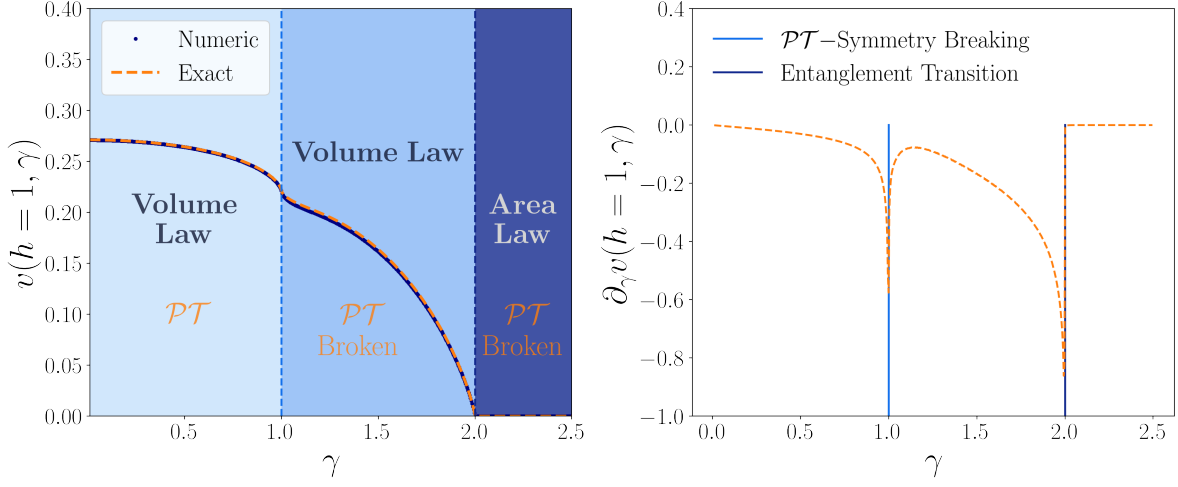 0.40
0.35
0.30
0.25
0.20
0.15
0.10
0.05
0.00
v(h = 1, γ)
Numeric
Exact
Volume Law
Volume
Law
Area
Law
𝒫𝒯
𝒫𝒯
Broken
𝒫𝒯
Broken
0.5
1.0
1.5
2.0
2.5
γ
0.4
0.2
0.0
−0.2
−0.4
−0.6
−0.8
−1.0
∂γv(h = 1, γ)
𝒫𝒯−Symmetry Breaking
Entanglement Transition
0.0
0.5
1.0
1.5
2.0
2.5
γ